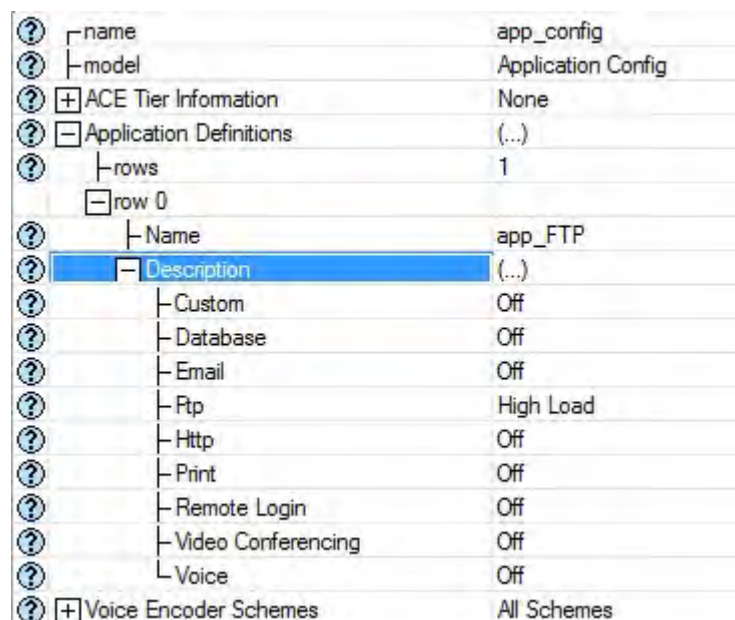 name app_config
model Application Config
ACE Tier Information None
Application Definitions (...)
rows 1
row 0
Name app_FTP
Description (...)
Custom Off
Database Off
Email Off
Ftp High Load
Http Off
Print Off
Remote Login Off
Video Conferencing Off
Voice Off
Voice Encoder Schemes All Schemes